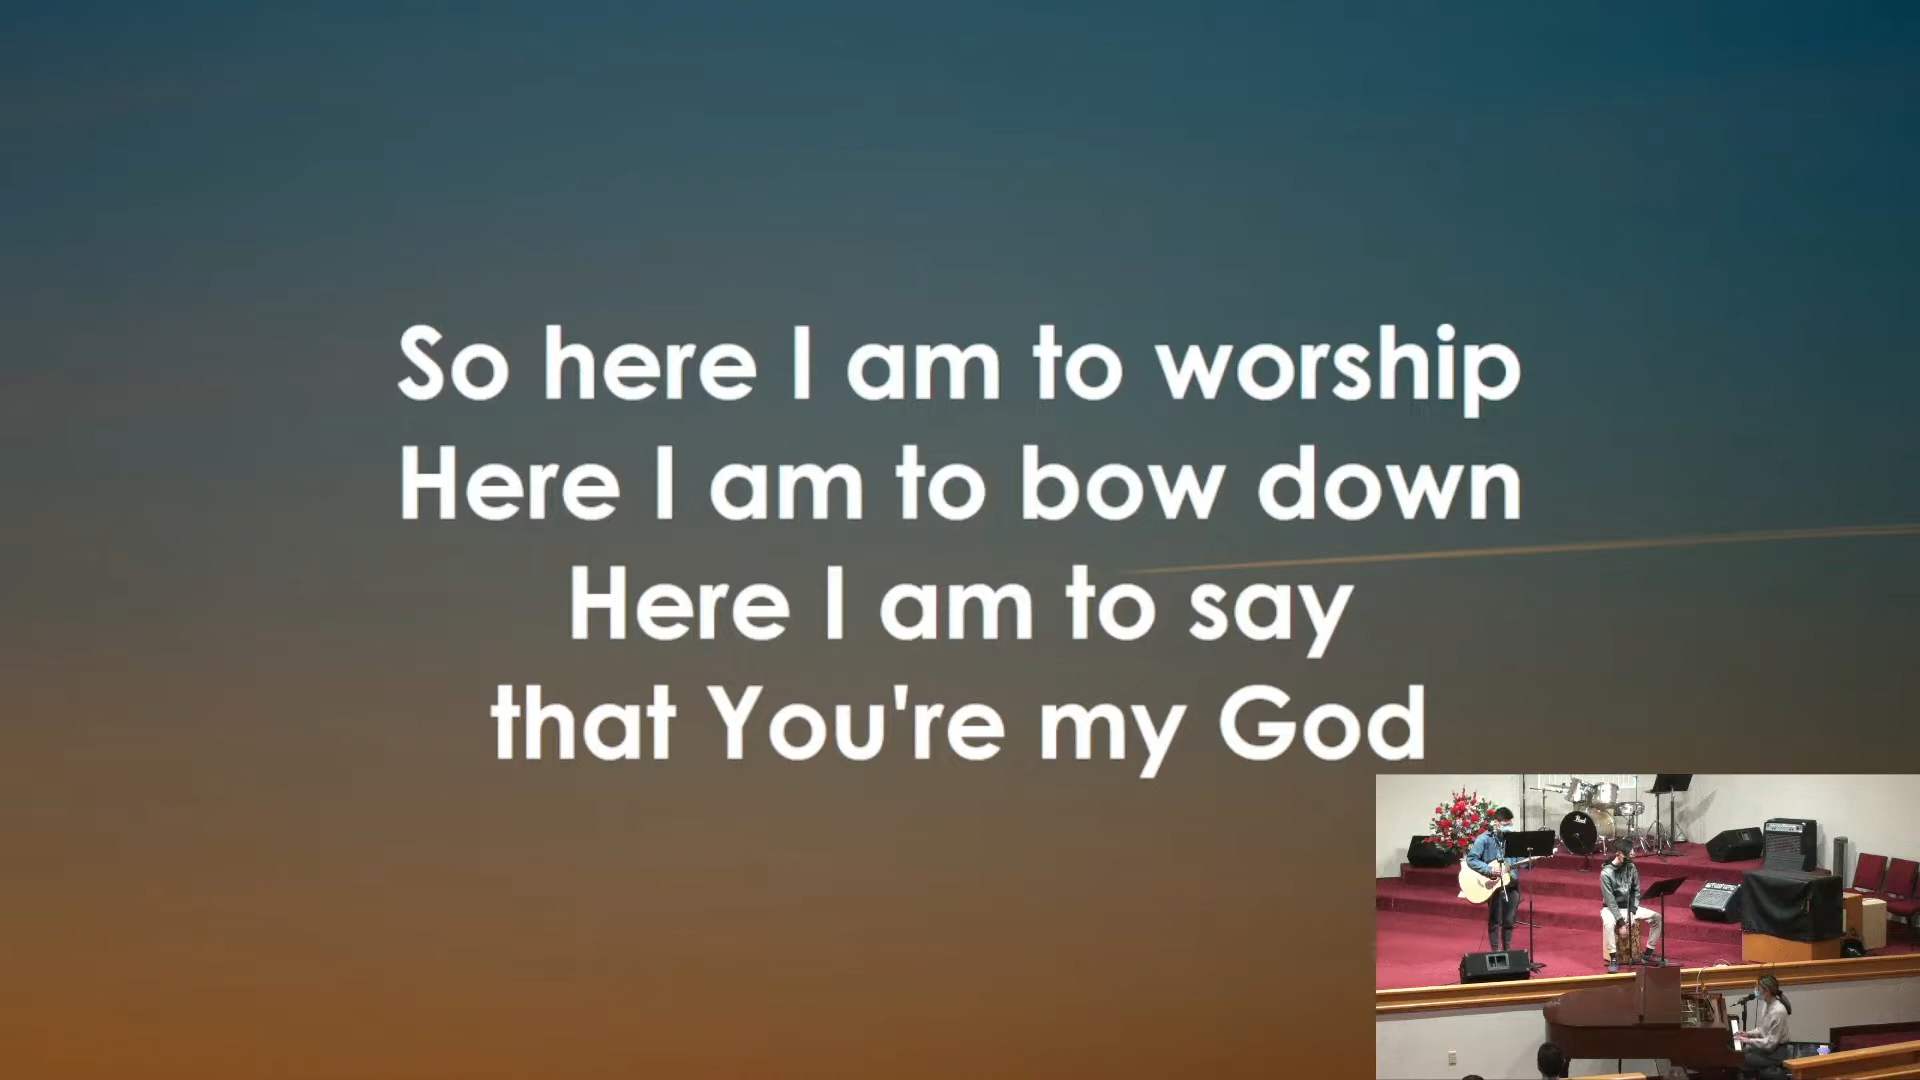 So here I am to worship
Here I am to bow down
Here I am to say
that You're my God